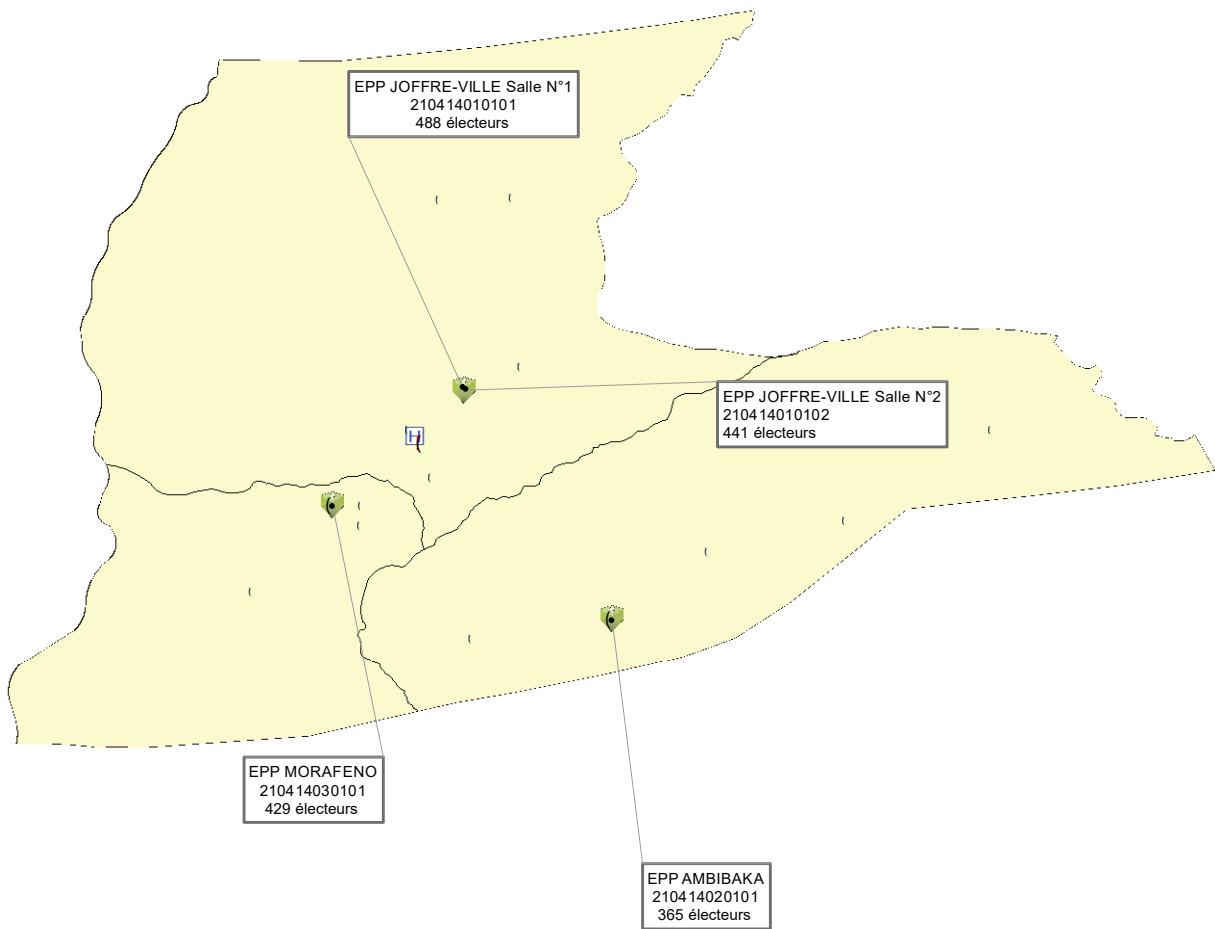 EPP JOFFRE-VILLE Salle N°1
210414010101
488 électeurs
EPP JOFFRE-VILLE Salle N°2
210414010102
441 électeurs
H
EPP MORAFENO
210414030101
429 électeurs
EPP AMBIBAKA
210414020101
365 électeurs